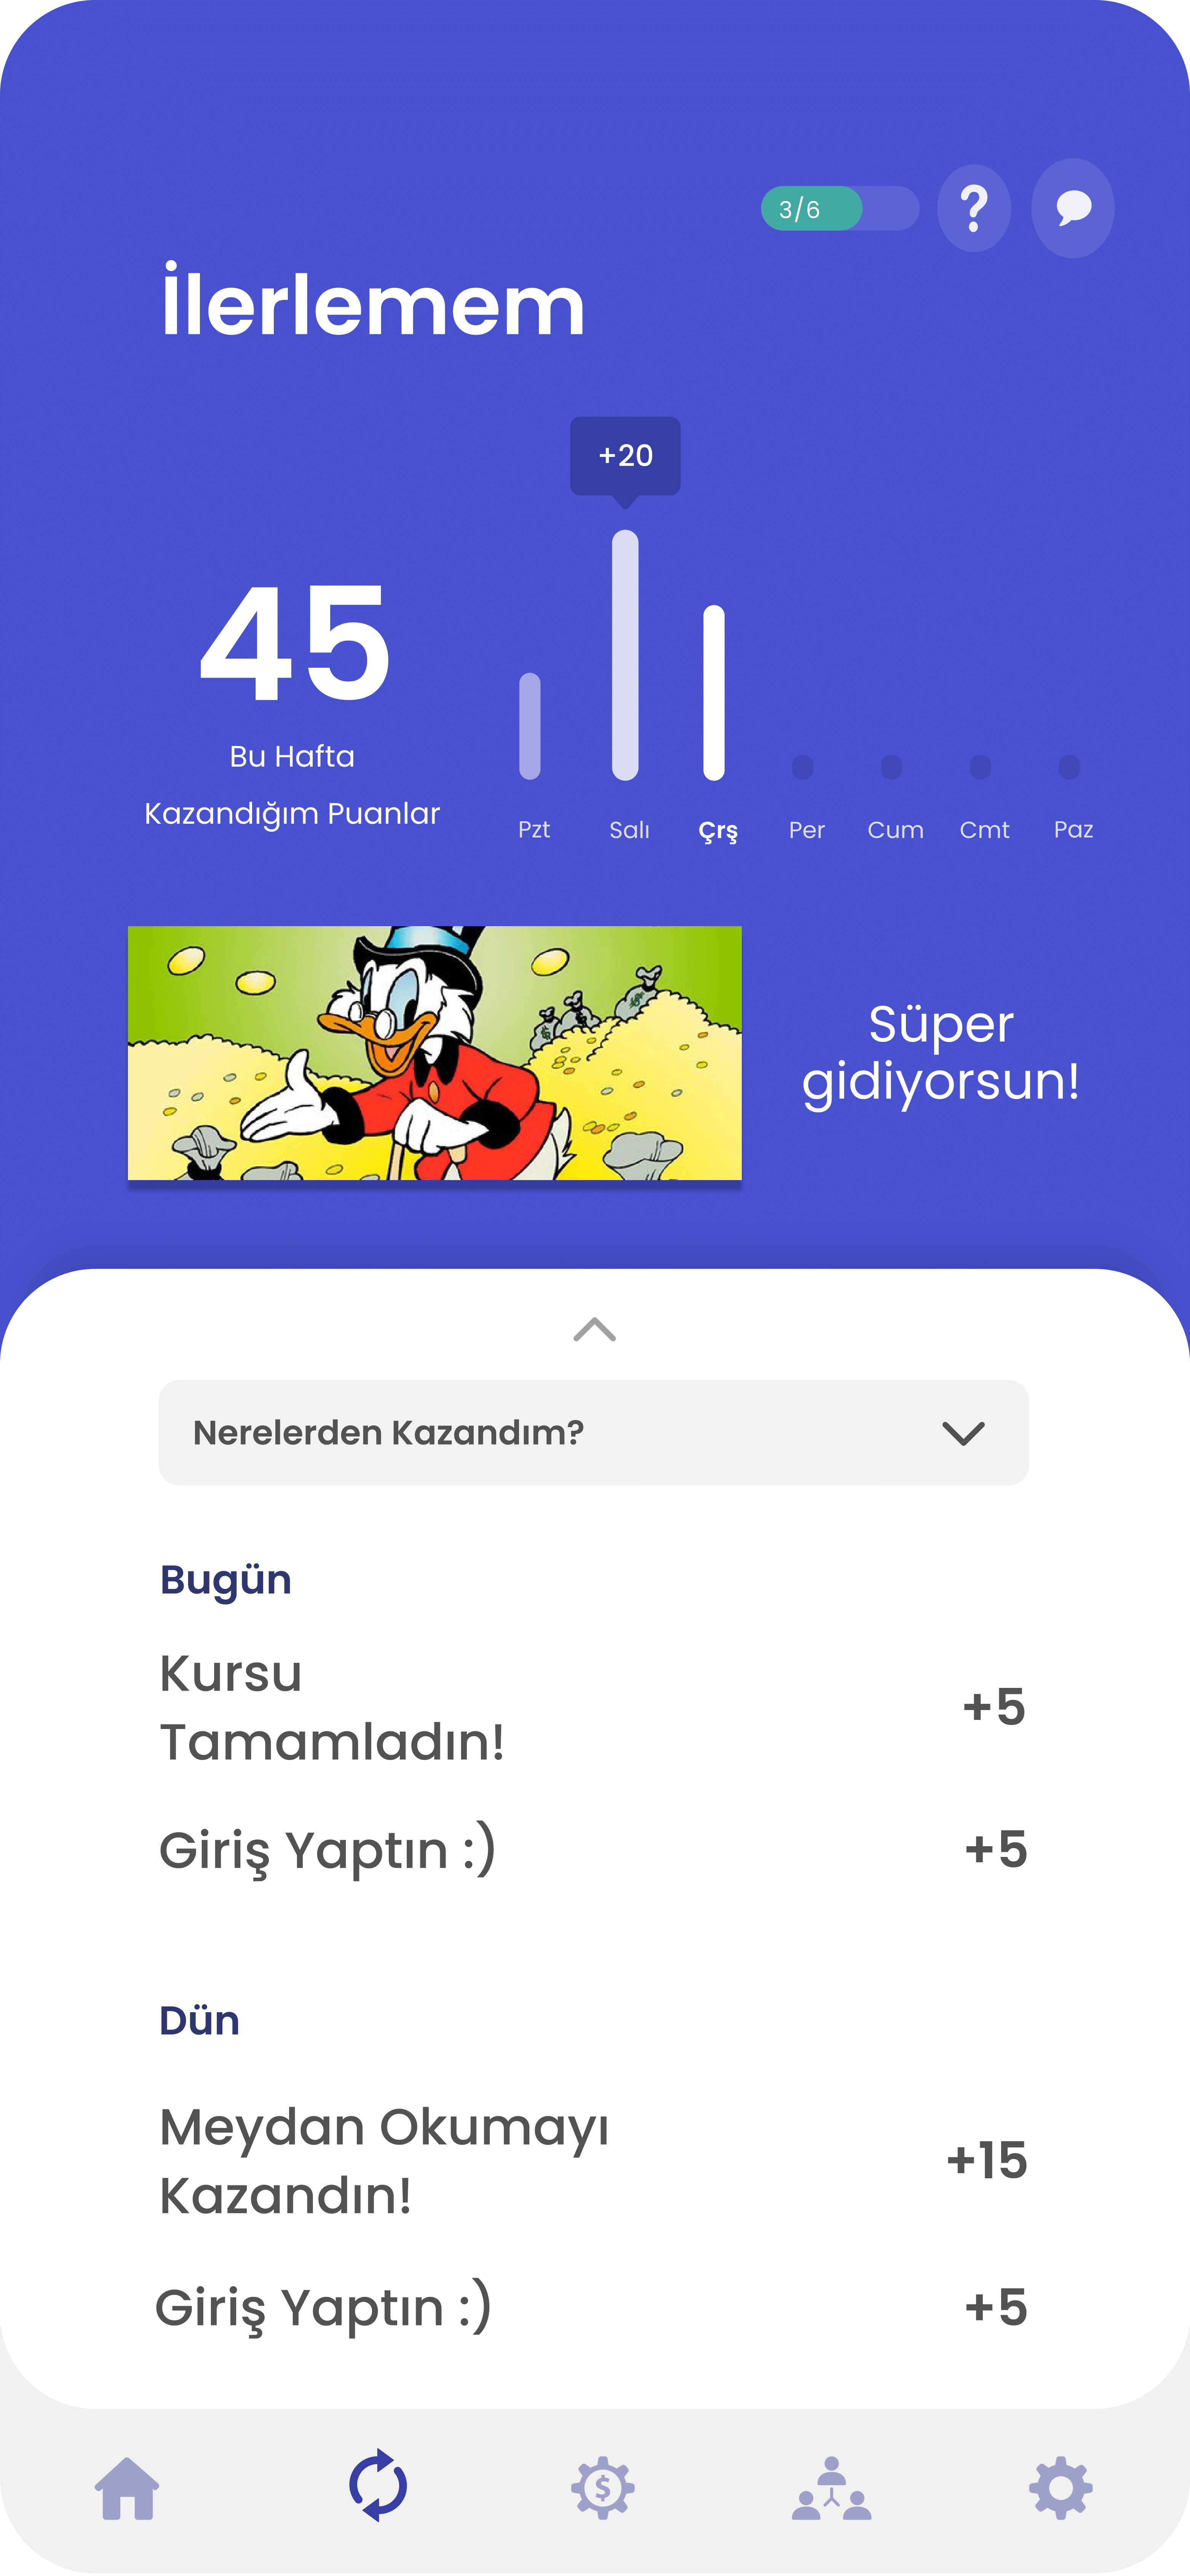 3/6
?
İlerlemem
+20
45
Bu Hafta
Kazandığım Puanlar
Pzt Salı Çrş Per Cum Cmt Paz
Süper
gidiyorsun!
Nerelerden Kazandım?
Bugün
Kursu
Tamamladın!
+5
Giriş Yaptın :) +5
Dün
Meydan Okumayı
Kazandın!
+15
Giriş Yaptın :) +5
$